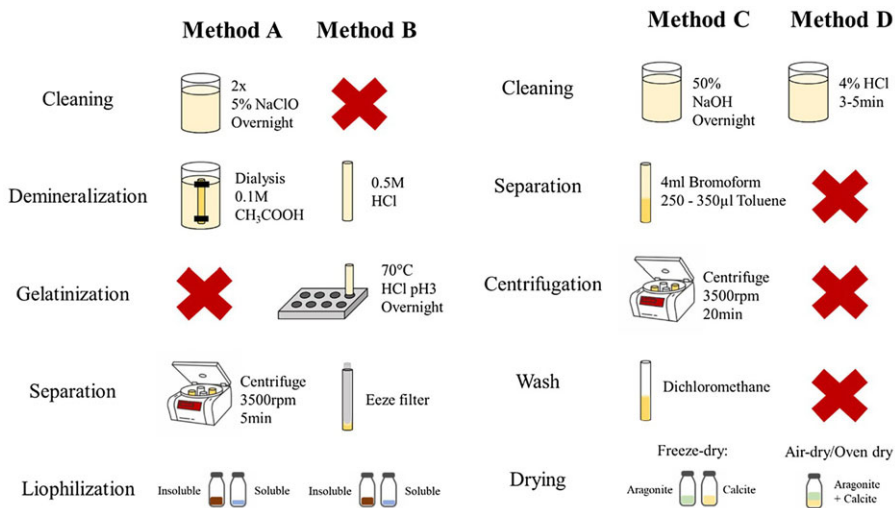 Method A
Method B
Cleaning
2x
5% NaClO
Overnight
Demineralization
Dialysis
0.1M
CH₃COOH
0.5M
HCl
Gelatinization
70°C
HCl pH3
Overnight
Separation
Centrifuge
3500rpm
5min
Eeze filter
Liophilization
Insoluble
Soluble
Insoluble
Soluble
Method C
Method D
Cleaning
50%
NaOH
Overnight
4% HCl
3-5min
Separation
4ml Bromoform
250 - 350µl Toluene
Centrifugation
Centrifuge
3500rpm
20min
Wash
Dichloromethane
Drying
Freeze-dry:
Aragonite
Calcite
Air-dry/Oven dry
Aragonite
+ Calcite